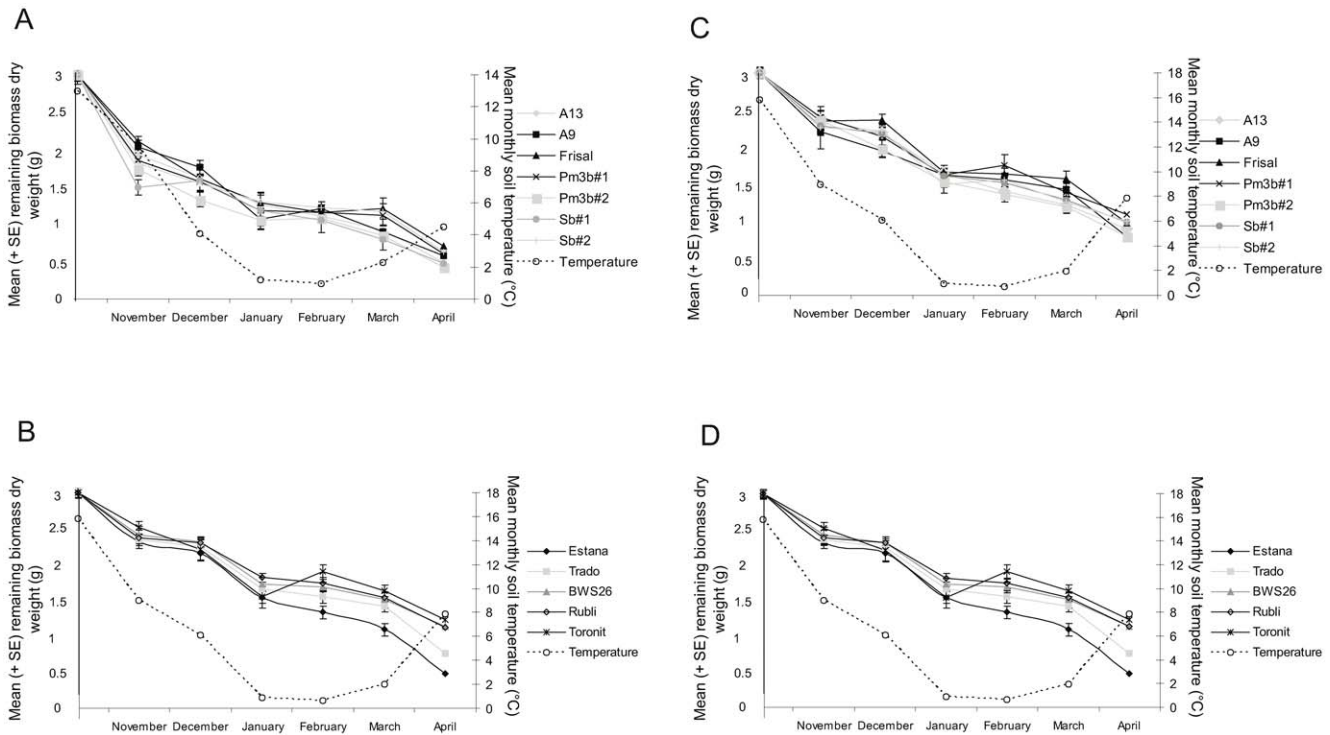 A
Mean (+ SE) remaining biomass dry
weight (g)
3
2.5
2
1.5
1
0.5
0
November December January February March April
14
12
10
8
6
4
2
0
Mean monthly soil temperature (°C)
A13
A9
Frisal
Pm3b#1
Pm3b#2
Sb#1
Sb#2
Temperature
C
Mean (+ SE) remaining biomass dry
weight (g)
3
2.5
2
1.5
1
0.5
0
November December January February March April
18
16
14
12
10
8
6
4
2
0
Mean monthly soil temperature (°C)
A13
A9
Frisal
Pm3b#1
Pm3b#2
Sb#1
Sb#2
Temperature
B
Mean (+ SE) remaining biomass dry
weight (g)
3
2.5
2
1.5
1
0.5
0
November December January February March April
18
16
14
12
10
8
6
4
2
0
Mean monthly soil temperature (°C)
Estana
Trado
BWS26
Rubli
Toronit
Temperature
D
Mean (+ SE) remaining biomass dry
weight (g)
3
2.5
2
1.5
1
0.5
0
November December January February March April
18
16
14
12
10
8
6
4
2
0
Mean monthly soil temperature (°C)
Estana
Trado
BWS26
Rubli
Toronit
Temperature